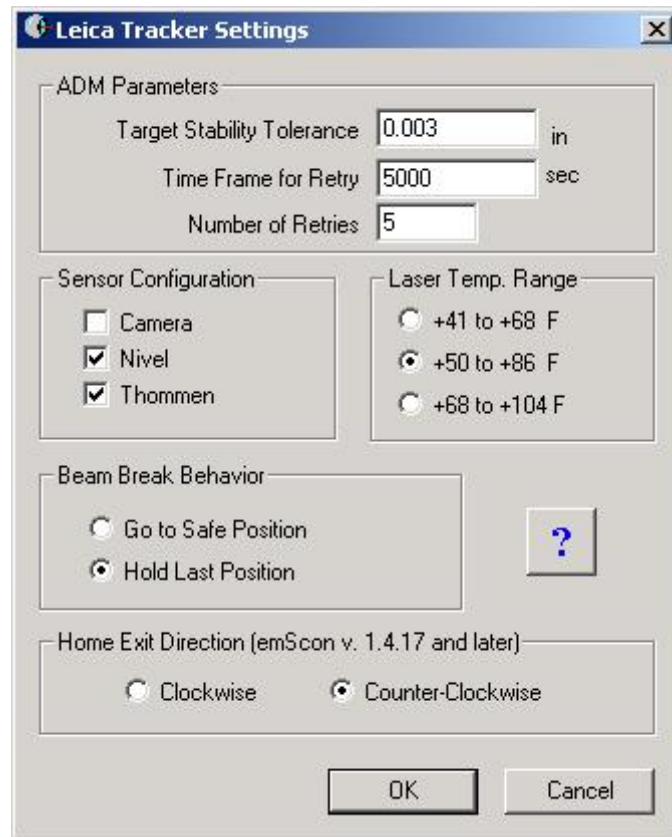 Leica Tracker Settings
ADM Parameters
Target Stability Tolerance 0.003 in
Time Frame for Retry 5000 sec
Number of Retries 5
Sensor Configuration
Camera
Nivel
Thommen
Laser Temp. Range
+41 to +68 F
+50 to +86 F
+68 to +104 F
Beam Break Behavior
Go to Safe Position
Hold Last Position
?
Home Exit Direction (emScon v. 1.4.17 and later)
Clockwise Counter-Clockwise
OK Cancel